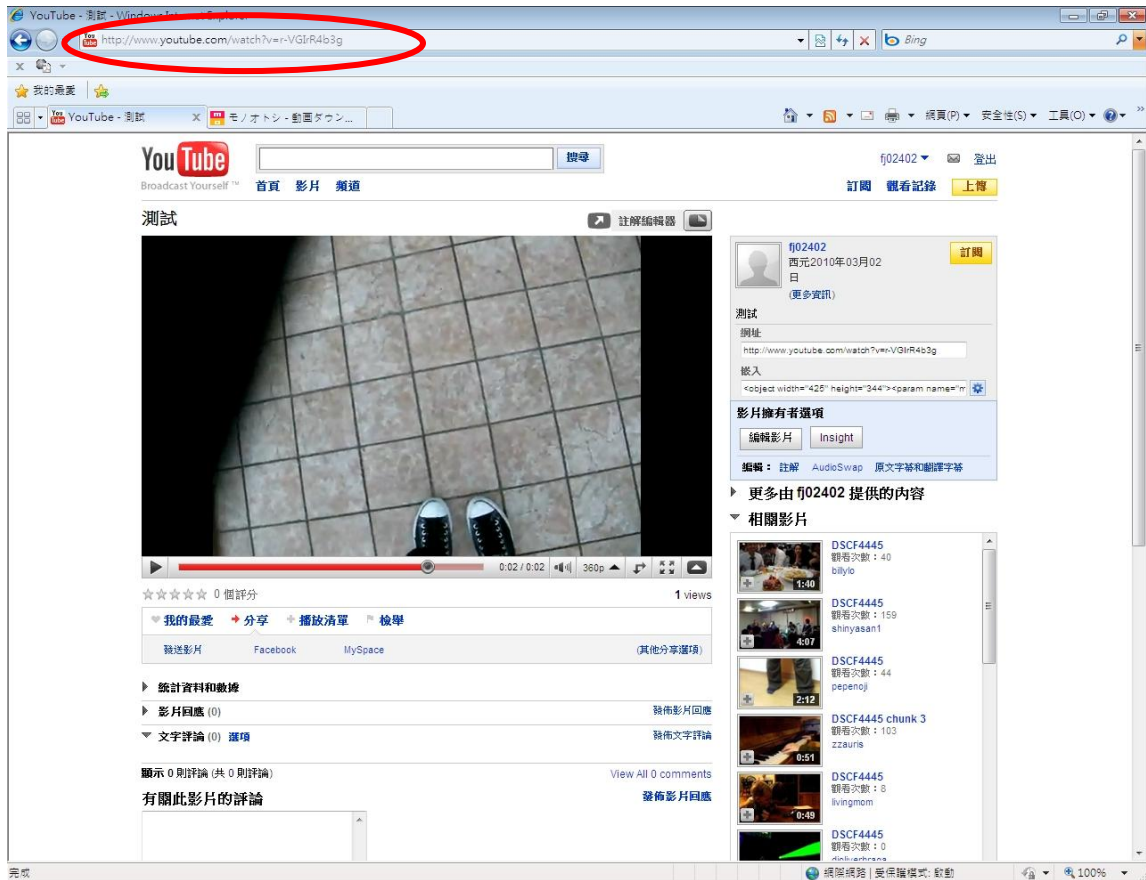 YouTube - 測試 - Windows Internet Explorer
http://www.youtube.com/watch?v=r-VGIrR4b3g
Bing
我的最愛
YouTube - 測試
モノオトシ - 動画ダウン...
網頁(P)
安全性(S)
工具(O)
You Tube
搜尋
fj02402
登出
Broadcast Yourself ™
首頁
影片
頻道
訂閱
觀看記錄
上傳
測試
註解編輯器
0:02 / 0:02
360p
0 個評分
1 views
我的最愛
分享
播放清單
檢舉
發送影片
Facebook
MySpace
(其他分享選項)
統計資料和數據
影片回應 (0)
發佈影片回應
文字評論 (0) 選項
發佈文字評論
顯示 0 則評論 (共 0 則評論)
View All 0 comments
有關此影片的評論
發佈影片回應
fj02402
西元2010年03月02
日
(更多資訊)
訂閱
測試
網址
http://www.youtube.com/watch?v=r-VGIrR4b3g
嵌入
<object width="425" height="344"><param name="m
影片擁有者選項
編輯影片
Insight
編輯： 註解 AudioSwap 原文字幕和翻譯字幕
更多由 fj02402 提供的內容
相關影片
DSCF4445
觀看次數：40
billylo
1:40
DSCF4445
觀看次數：159
shinyasan1
4:07
DSCF4445
觀看次數：44
pepenoji
2:12
DSCF4445 chunk 3
觀看次數：103
zzauris
0:51
DSCF4445
觀看次數：8
livingmom
0:49
DSCF4445
觀看次數：0
完成
網際網路 | 受保護模式: 啟動
100%